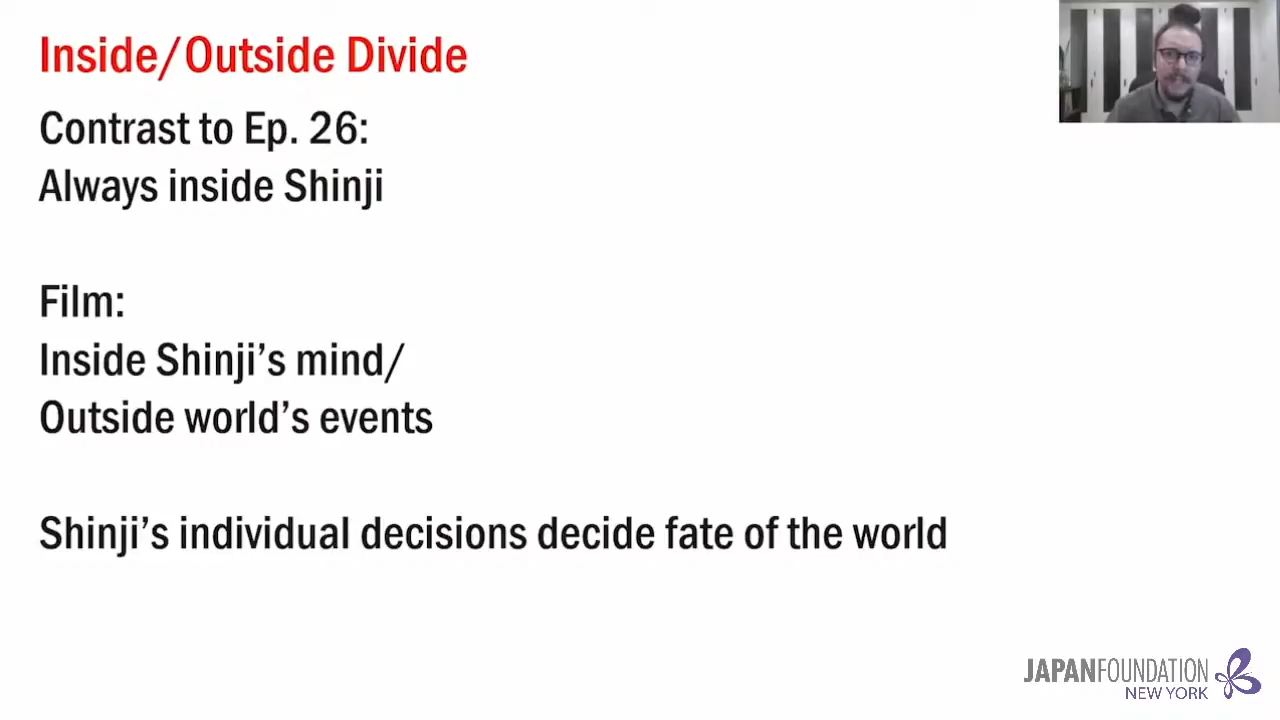 Inside/Outside Divide
Contrast to Ep. 26:
Always inside Shinji
Film:
Inside Shinji’s mind/
Outside world’s events
Shinji’s individual decisions decide fate of the world
JAPANFOUNDATION
NEW YORK